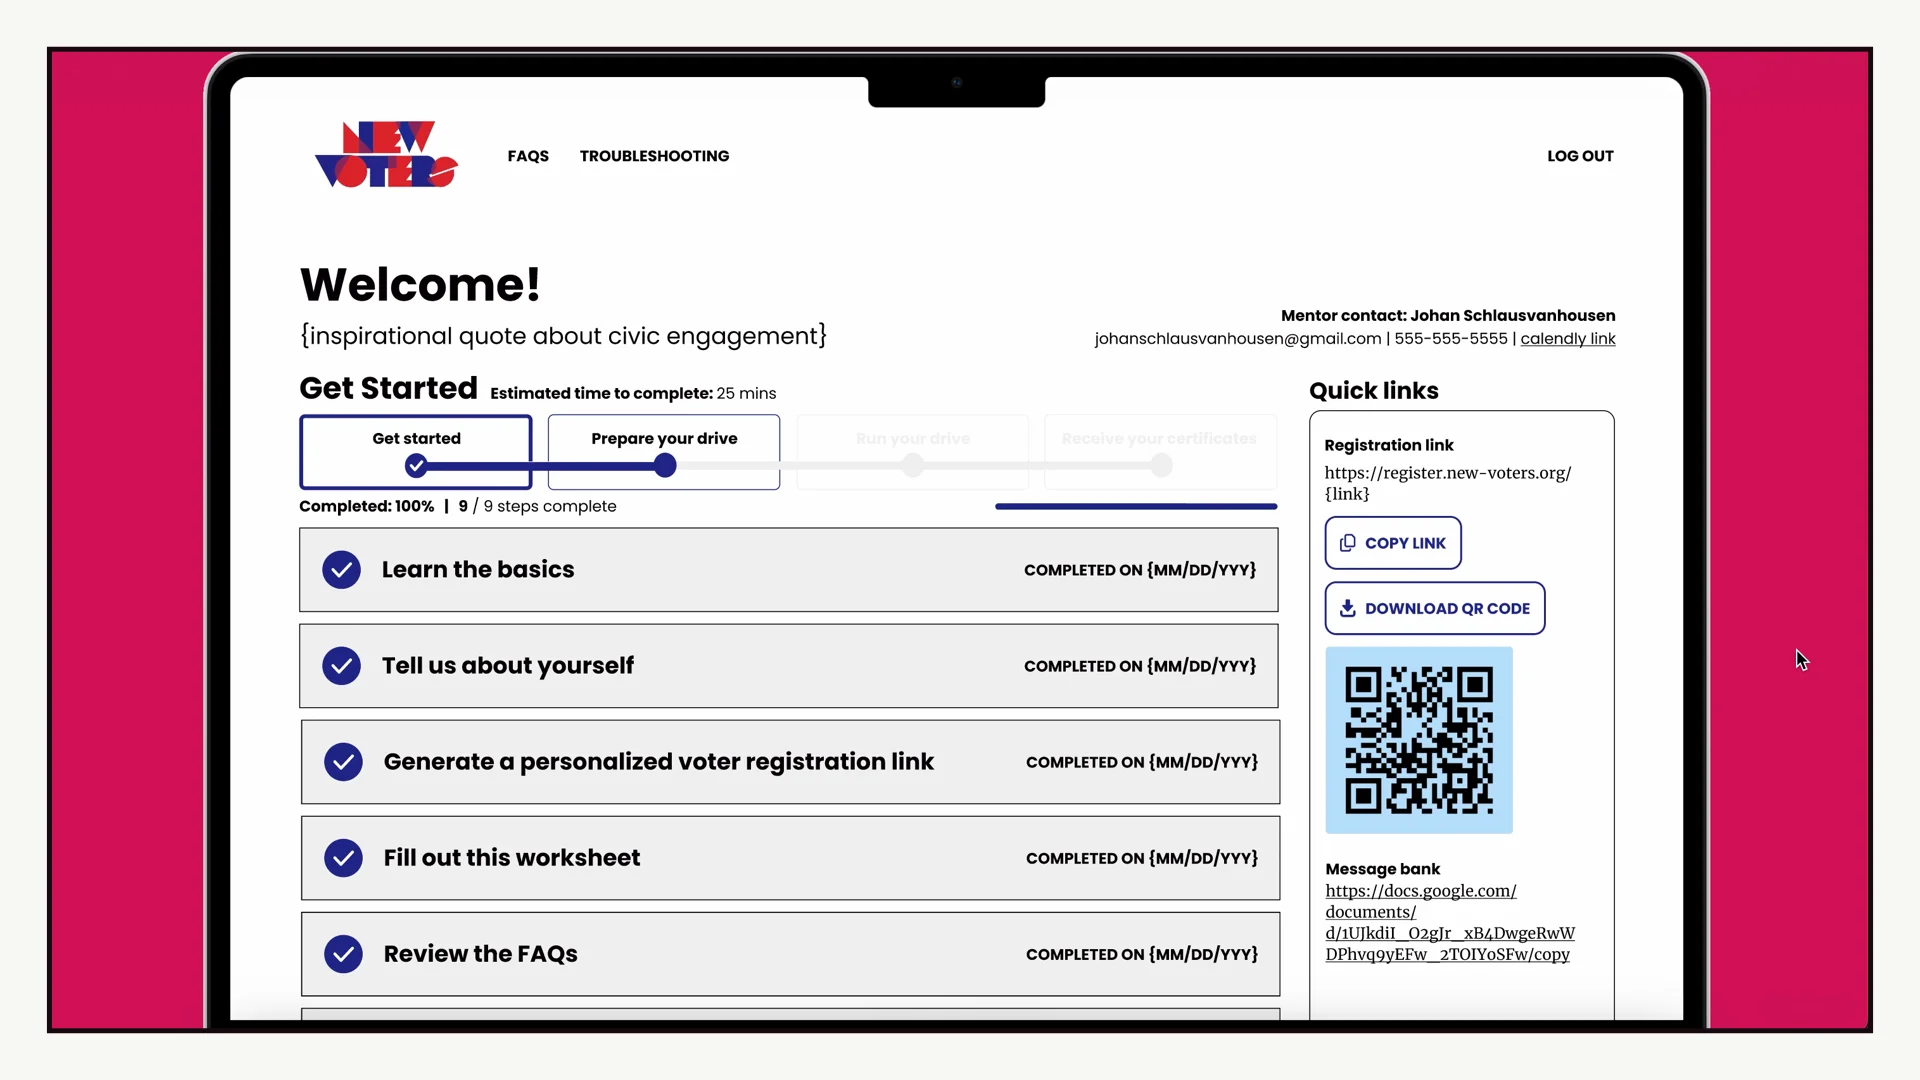 NEW
VOTERS
FAQS
TROUBLESHOOTING
LOG OUT
Welcome!
{inspirational quote about civic engagement}
Mentor contact: Johan Schlausvanhousen
johanschlausvanhousen@gmail.com | 555-555-5555 | calendly link
Get Started
Estimated time to complete: 25 mins
Get started
Prepare your drive
Run your drive
Receive your certificates
Completed: 100% | 9 / 9 steps complete
Learn the basics
COMPLETED ON {MM/DD/YYY}
Tell us about yourself
COMPLETED ON {MM/DD/YYY}
Generate a personalized voter registration link
COMPLETED ON {MM/DD/YYY}
Fill out this worksheet
COMPLETED ON {MM/DD/YYY}
Review the FAQs
COMPLETED ON {MM/DD/YYY}
Quick links
Registration link
https://register.new-voters.org/
{link}
COPY LINK
DOWNLOAD QR CODE
Message bank
https://docs.google.com/
documents/
d/1UJkdiI_O2gJr_xB4DwgeRwW
DPhvq9yEFw_2TOIYoSFw/copy